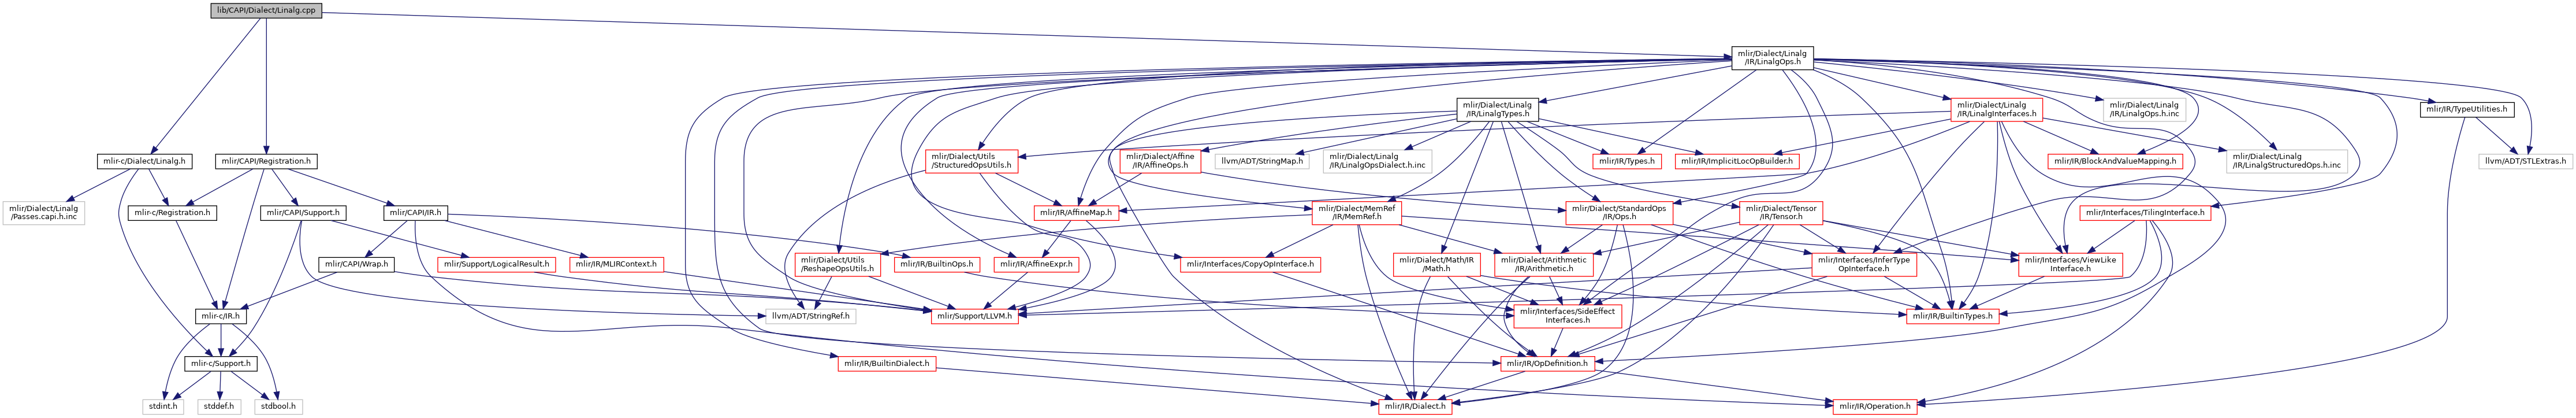 lib/CAPI/Dialect/Linalg.cpp
mlir/Dialect/Linalg
/IR/LinalgOps.h
mlir/Dialect/Linalg
/IR/LinalgTypes.h
mlir/Dialect/Linalg
/IR/LinalgInterfaces.h
mlir/Dialect/Linalg
/IR/LinalgOps.h.inc
mlir/IR/TypeUtilities.h
mlir-c/Dialect/Linalg.h
mlir/CAPI/Registration.h
mlir/Dialect/Utils
/StructuredOpsUtils.h
mlir/Dialect/Affine
/IR/AffineOps.h
llvm/ADT/StringMap.h
mlir/Dialect/Linalg
/IR/LinalgOpsDialect.h.inc
mlir/IR/Types.h
mlir/IR/ImplicitLocOpBuilder.h
mlir/IR/BlockAndValueMapping.h
mlir/Dialect/Linalg
/IR/LinalgStructuredOps.h.inc
llvm/ADT/STLExtras.h
mlir/Dialect/Linalg
/Passes.capi.h.inc
mlir-c/Registration.h
mlir/CAPI/Support.h
mlir/CAPI/IR.h
mlir/IR/AffineMap.h
mlir/Dialect/MemRef
/IR/MemRef.h
mlir/Dialect/StandardOps
/IR/Ops.h
mlir/Dialect/Tensor
/IR/Tensor.h
mlir/Interfaces/TilingInterface.h
mlir/CAPI/Wrap.h
mlir/Support/LogicalResult.h
mlir/IR/MLIRContext.h
mlir/Dialect/Utils
/ReshapeOpsUtils.h
mlir/IR/BuiltinOps.h
mlir/IR/AffineExpr.h
mlir/Interfaces/CopyOpInterface.h
mlir/Dialect/Math/IR
/Math.h
mlir/Dialect/Arithmetic
/IR/Arithmetic.h
mlir/Interfaces/InferType
OpInterface.h
mlir/Interfaces/ViewLike
Interface.h
mlir-c/IR.h
llvm/ADT/StringRef.h
mlir/Support/LLVM.h
mlir/Interfaces/SideEffect
Interfaces.h
mlir/IR/BuiltinTypes.h
mlir-c/Support.h
mlir/IR/BuiltinDialect.h
mlir/IR/OpDefinition.h
stdint.h
stddef.h
stdbool.h
mlir/IR/Dialect.h
mlir/IR/Operation.h